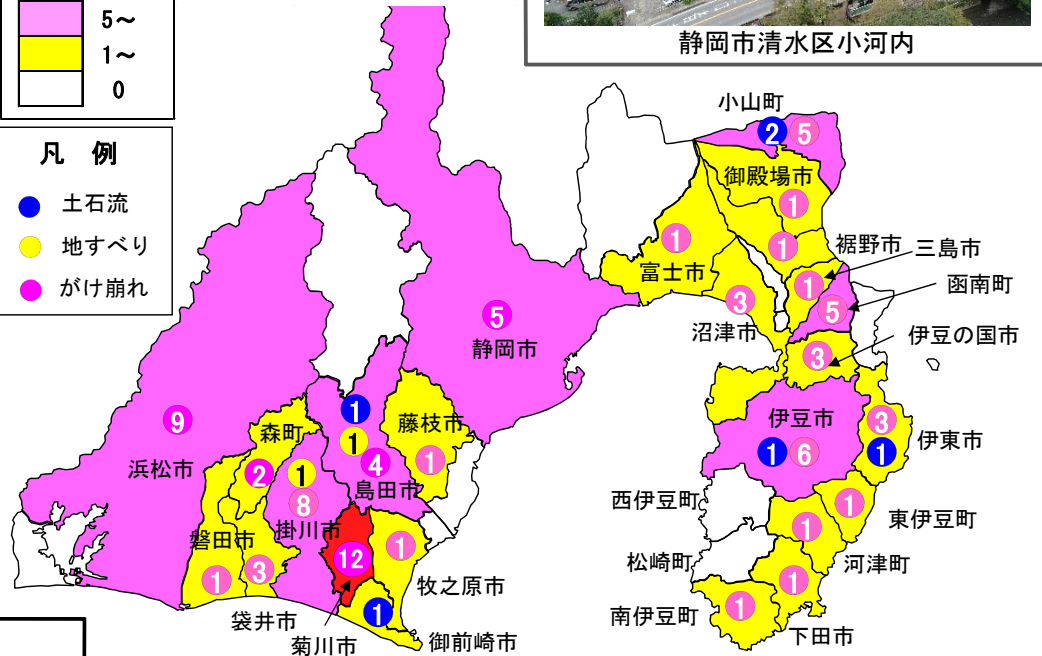 5～
1～
0
静岡市清水区小河内
凡 例
土石流
地すべり
がけ崩れ
小山町
2 5
御殿場市
1
1
裾野市
三島市
1
函南町
5
富士市
1
3
沼津市
伊豆の国市
3
5
静岡市
9
浜松市
1
1
4
島田市
藤枝市
1
森町
2
1
8
掛川市
磐田市
1
3
袋井市
12
菊川市
1
牧之原市
1
御前崎市
伊豆市
1 6
3
1
伊東市
西伊豆町
1
東伊豆町
1
河津町
松崎町
1
下田市
1
南伊豆町